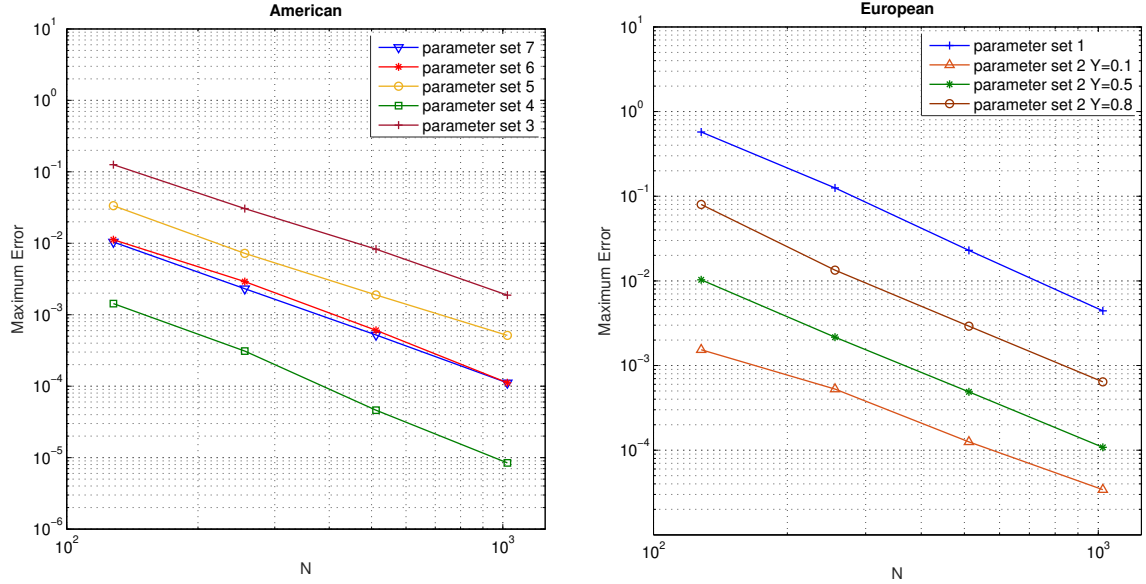 American
10^1
10^0
10^-1
10^-2
10^-3
10^-4
10^-5
10^-6
Maximum Error
10^2
10^3
N
parameter set 7
parameter set 6
parameter set 5
parameter set 4
parameter set 3
European
10^1
10^0
10^-1
10^-2
10^-3
10^-4
Maximum Error
10^2
10^3
N
parameter set 1
parameter set 2 Y=0.1
parameter set 2 Y=0.5
parameter set 2 Y=0.8